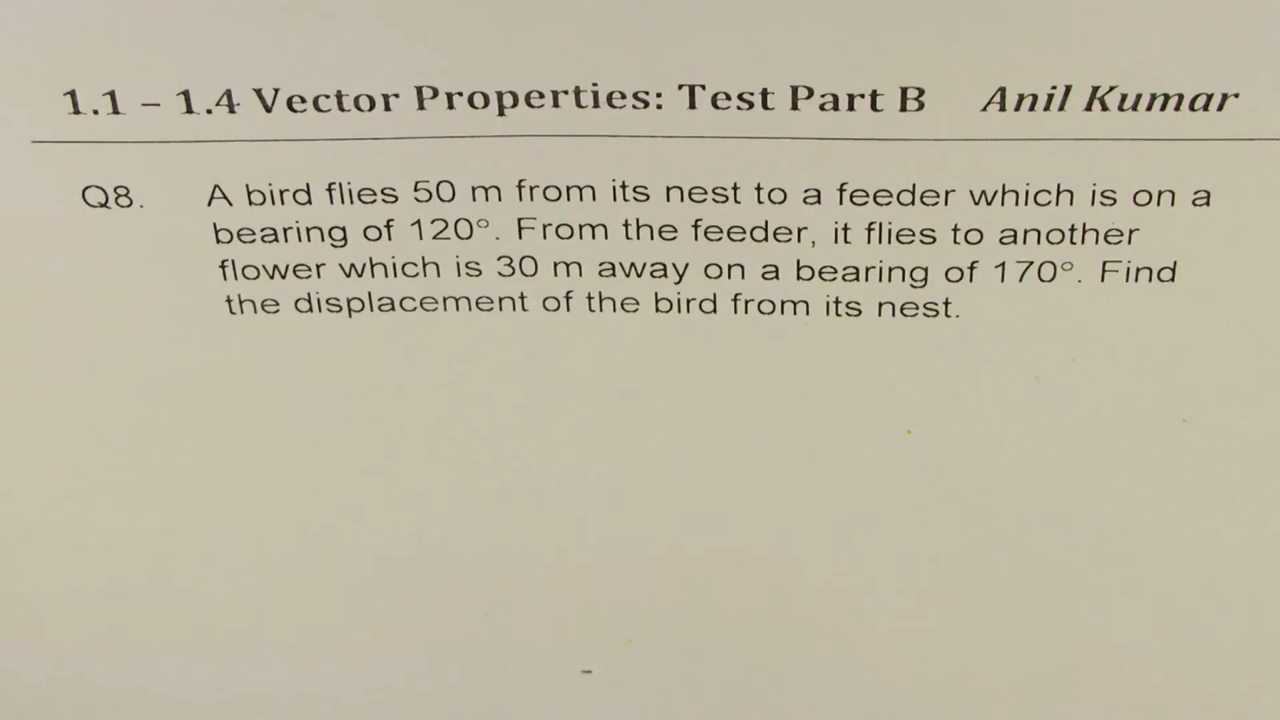 1.1 – 1.4 Vector Properties: Test Part B Anil Kumar
Q8. A bird flies 50 m from its nest to a feeder which is on a
bearing of 120°. From the feeder, it flies to another
flower which is 30 m away on a bearing of 170°. Find
the displacement of the bird from its nest.